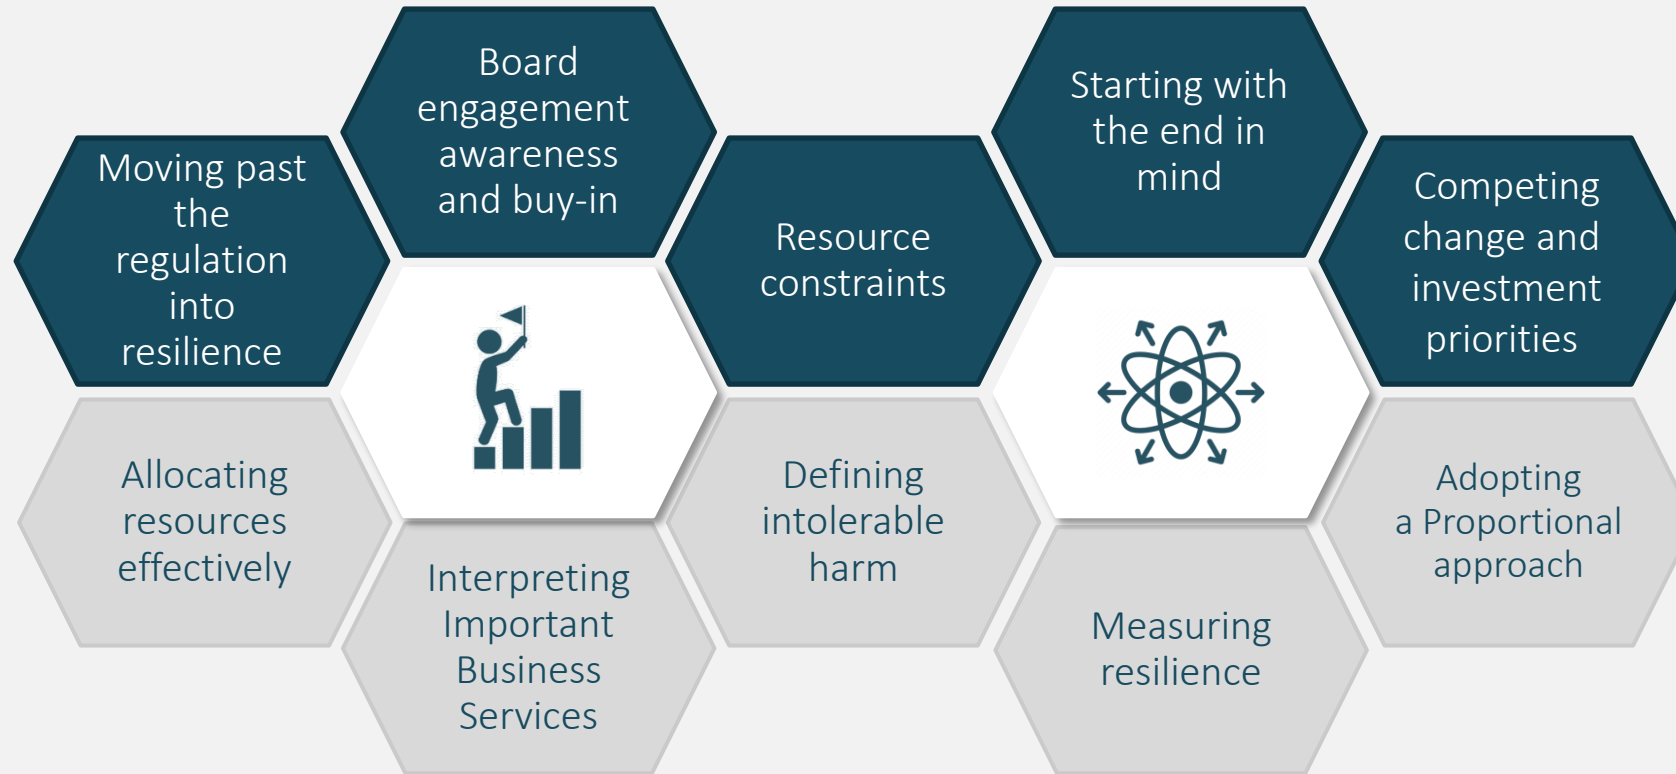 Board
engagement
awareness
and buy-in
Starting with
the end in
mind
Moving past
the
regulation
into
resilience
Resource
constraints
Competing
change and
investment
priorities
Allocating
resources
effectively
Defining
intolerable
harm
Adopting
a Proportional
approach
Interpreting
Important
Business
Services
Measuring
resilience